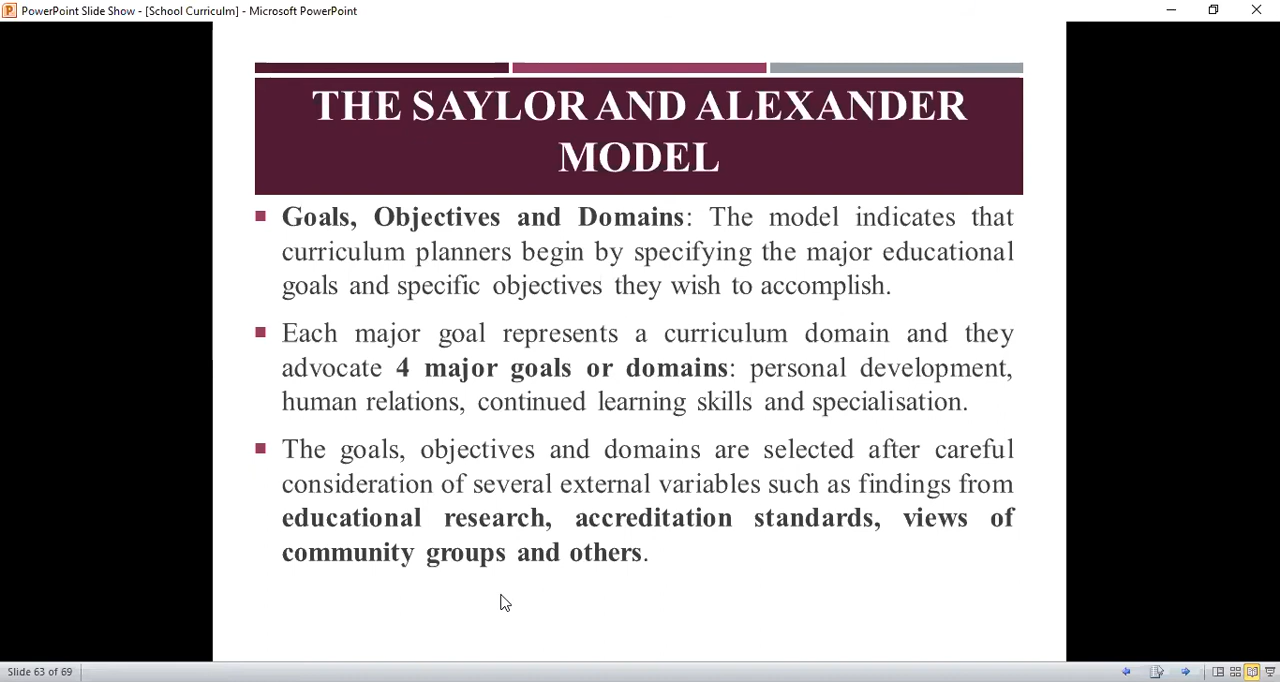 PowerPoint Slide Show - [School Curriculm] - Microsoft PowerPoint
THE SAYLOR AND ALEXANDER
MODEL
Goals, Objectives and Domains: The model indicates that
curriculum planners begin by specifying the major educational
goals and specific objectives they wish to accomplish.
Each major goal represents a curriculum domain and they
advocate 4 major goals or domains: personal development,
human relations, continued learning skills and specialisation.
The goals, objectives and domains are selected after careful
consideration of several external variables such as findings from
educational research, accreditation standards, views of
community groups and others.
Slide 63 of 69